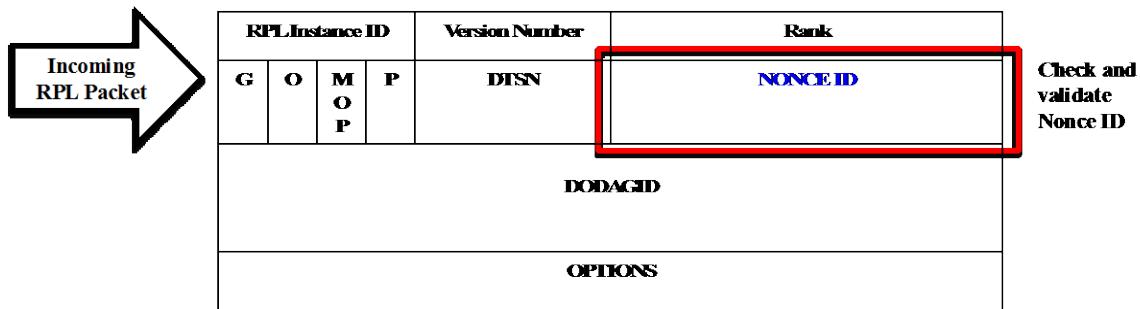 RPL Instance ID Version Number Rank
Incoming
RPL Packet
G O M P DTSN NONCE ID
O
P
Check and
validate
Nonce ID
DODAGID
OPTIONS